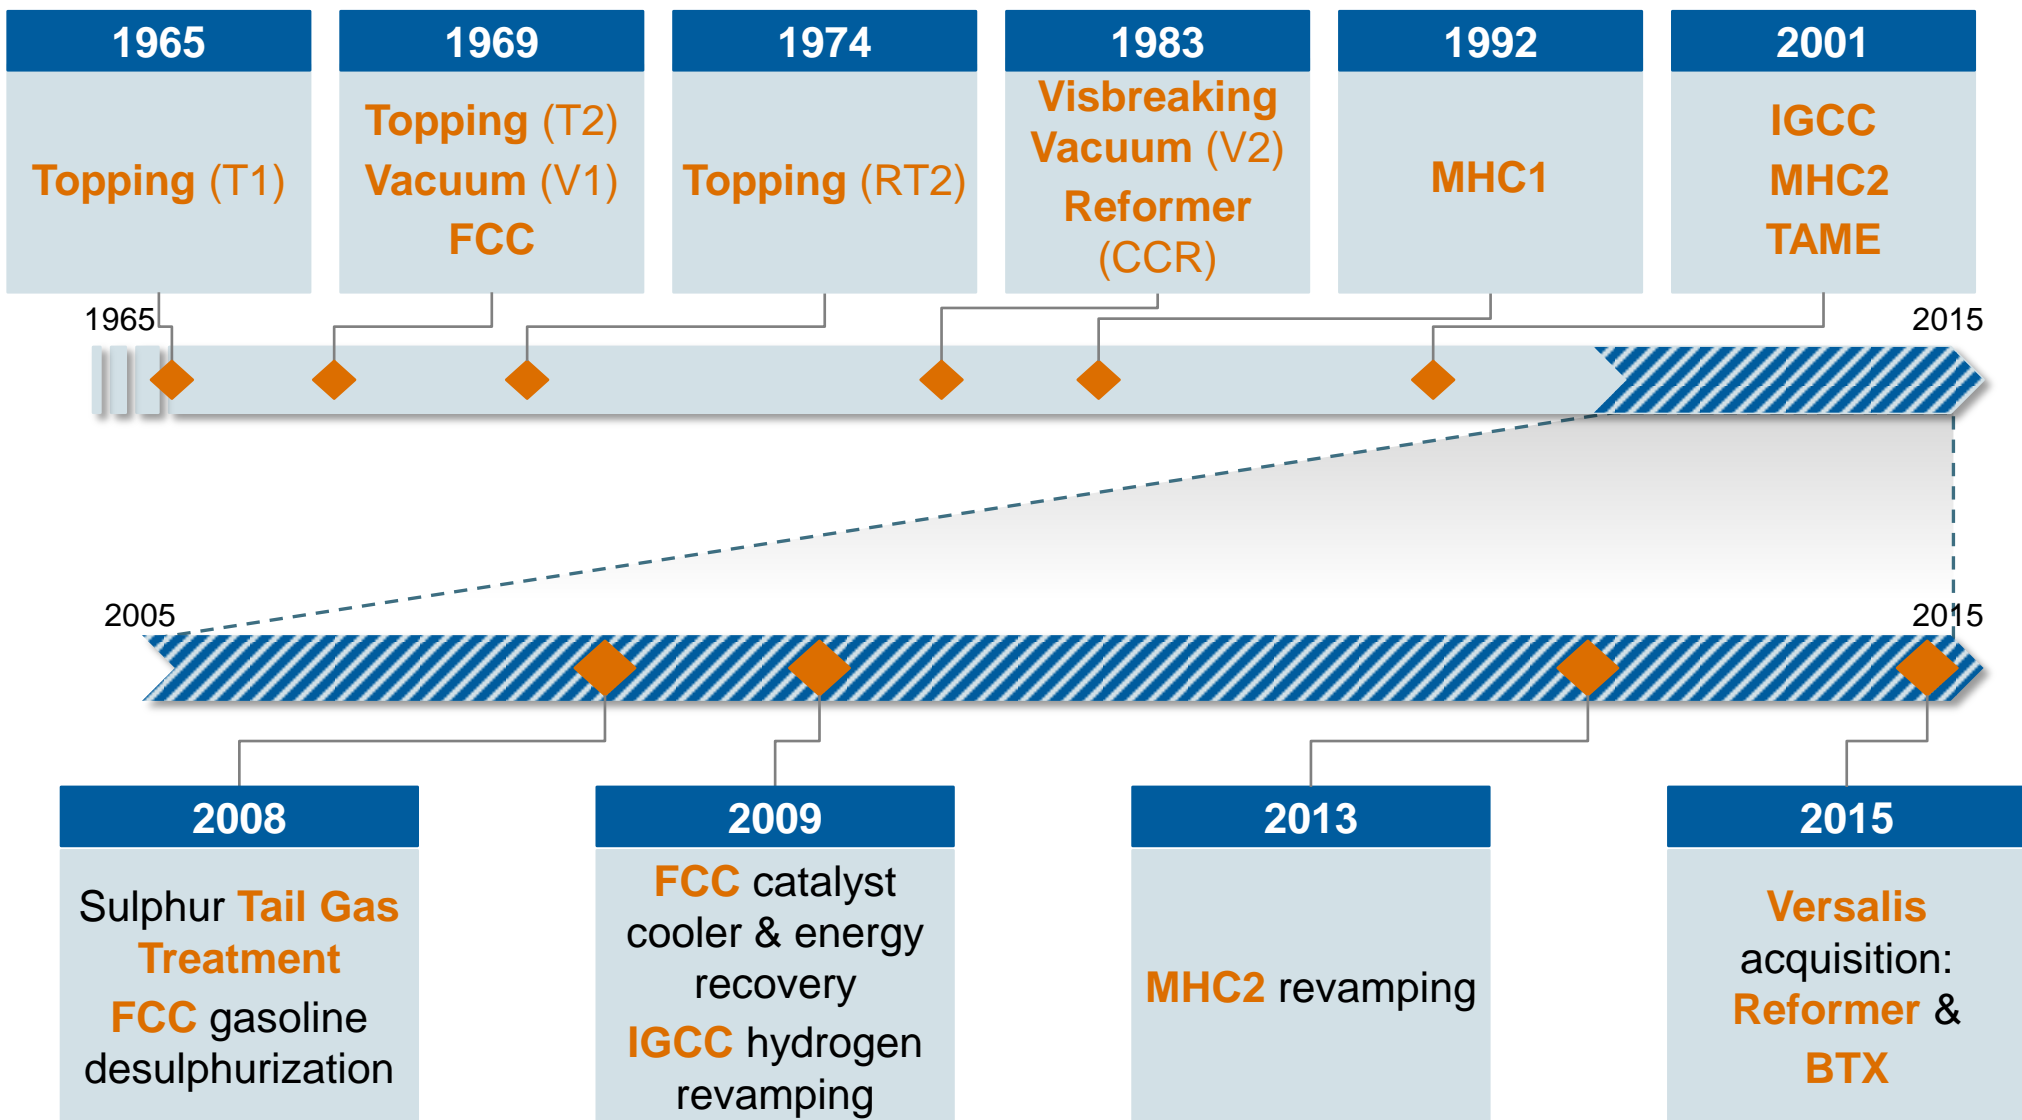 1965
Topping (T1)
1969
Topping (T2)
Vacuum (V1)
FCC
1974
Topping (RT2)
1983
Visbreaking
Vacuum (V2)
Reformer
(CCR)
1992
MHC1
2001
IGCC
MHC2
TAME
1965
2015
2005
2015
2008
Sulphur Tail Gas
Treatment
FCC gasoline
desulphurization
2009
FCC catalyst
cooler & energy
recovery
IGCC hydrogen
revamping
2013
MHC2 revamping
2015
Versalis
acquisition:
Reformer &
BTX